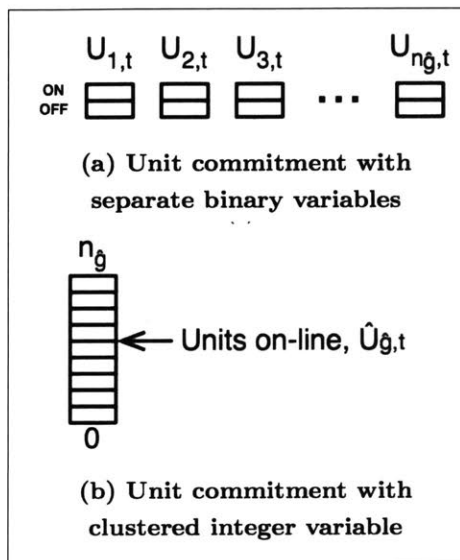 U1,t U2,t U3,t ... Unĝ,t
ON
OFF
(a) Unit commitment with
separate binary variables
nĝ
Units on-line, Ûĝ,t
0
(b) Unit commitment with
clustered integer variable